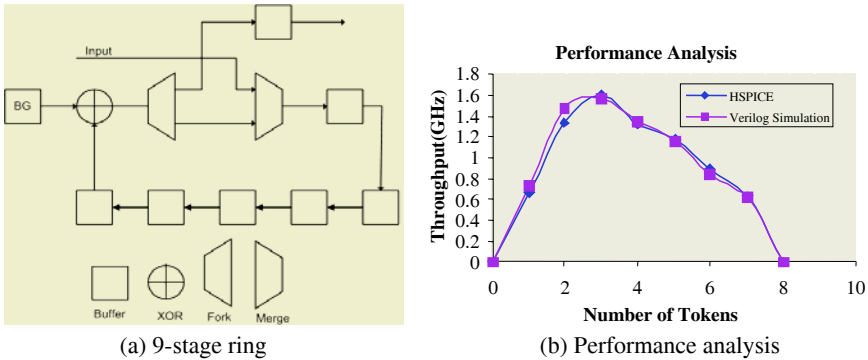 Input
BG
Buffer
XOR
Fork
Merge
(a) 9-stage ring
Performance Analysis
HSPICE
Verilog Simulation
Throughput(GHz)
1.8
1.6
1.4
1.2
1
0.8
0.6
0.4
0.2
0
0 2 4 6 8 10
Number of Tokens
(b) Performance analysis